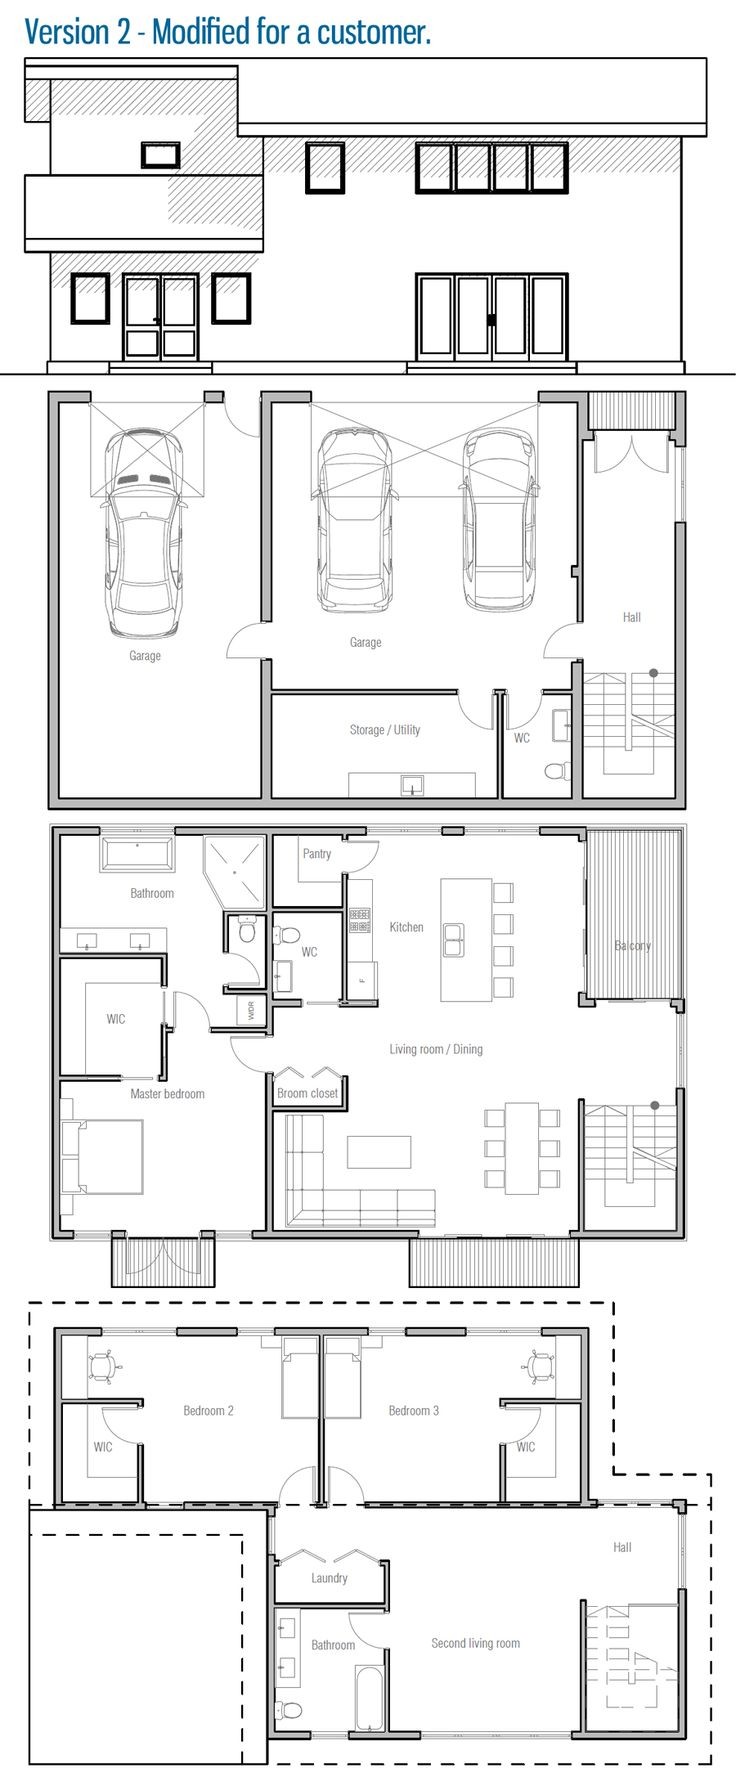 Version 2 - Modified for a customer.
Garage
Garage
Hall
Storage / Utility
WC
Pantry
Bathroom
Kitchen
Balcony
WC
WIC
WDR
F
Living room / Dining
Master bedroom
Broom closet
Bedroom 2
Bedroom 3
WIC
WIC
Hall
Laundry
Bathroom
Second living room